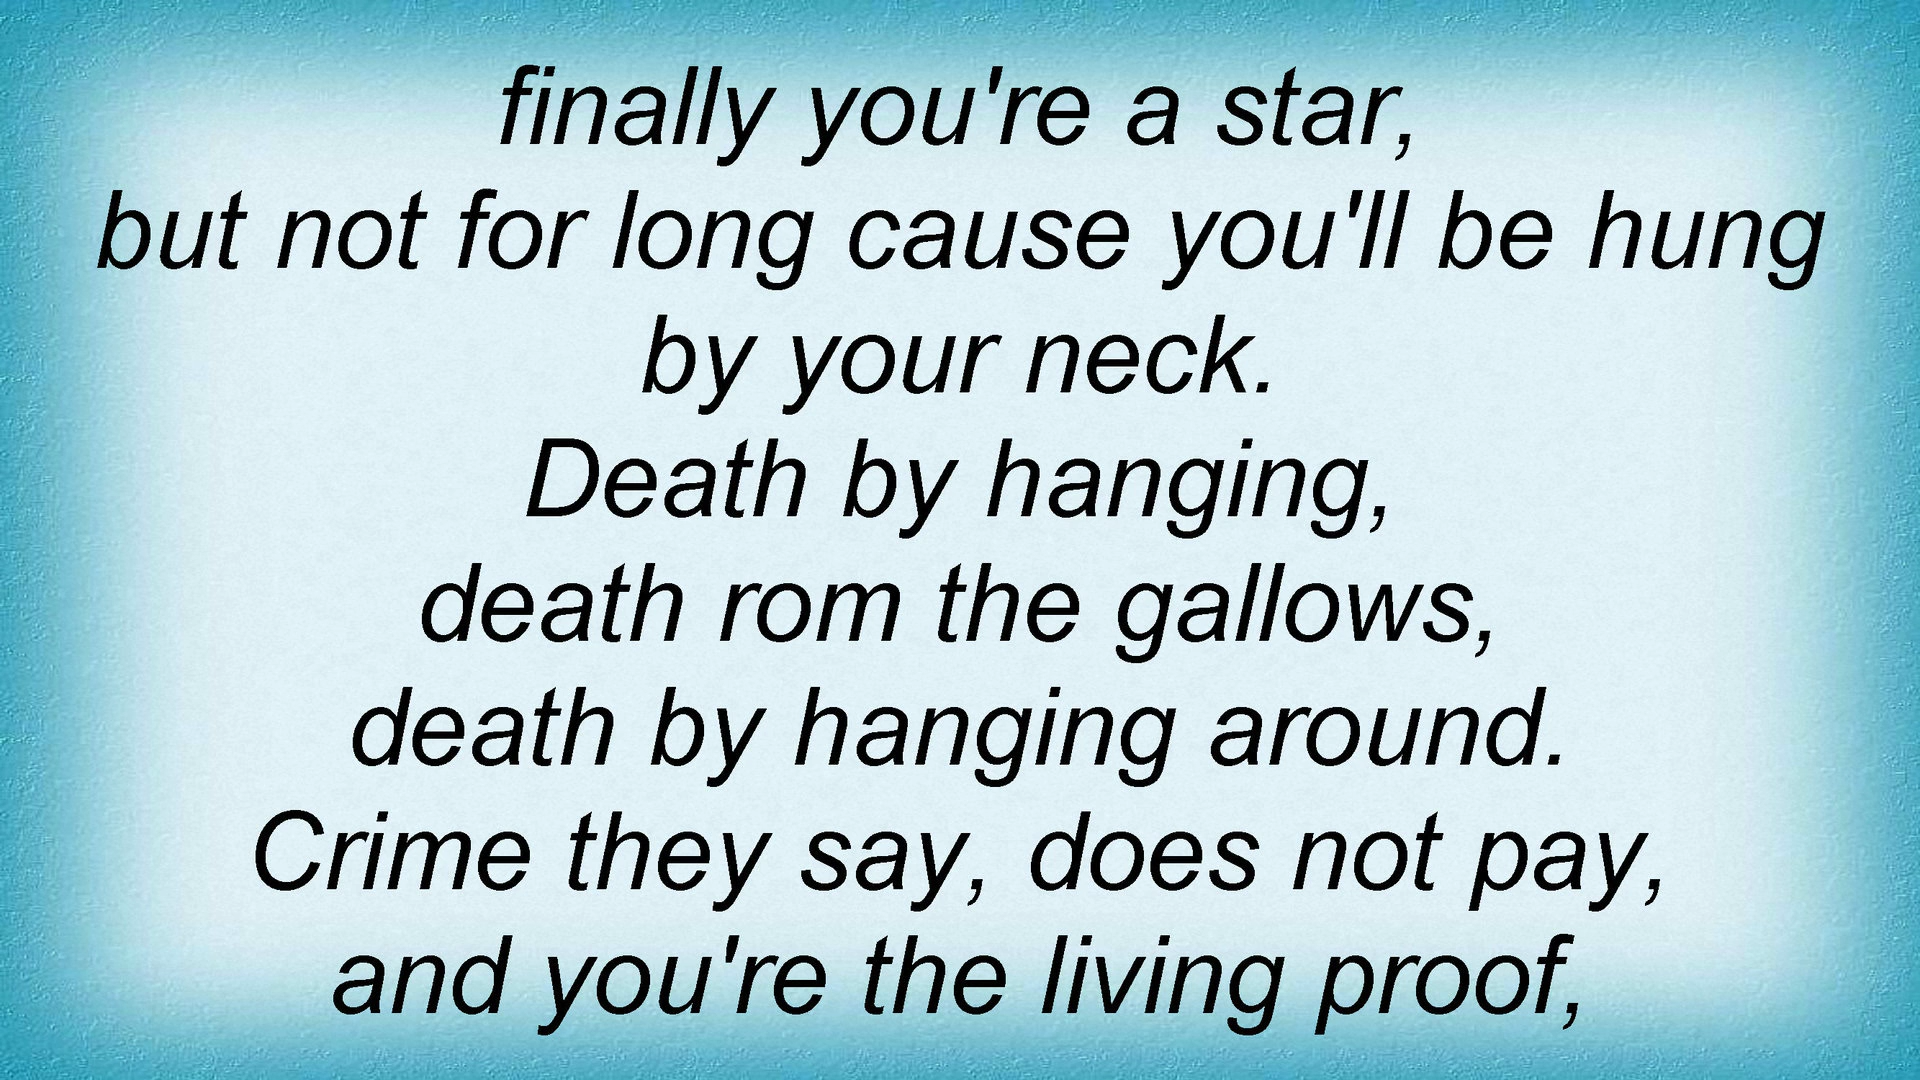 finally you're a star,
but not for long cause you'll be hung
by your neck.
Death by hanging,
death rom the gallows,
death by hanging around.
Crime they say, does not pay,
and you're the living proof,